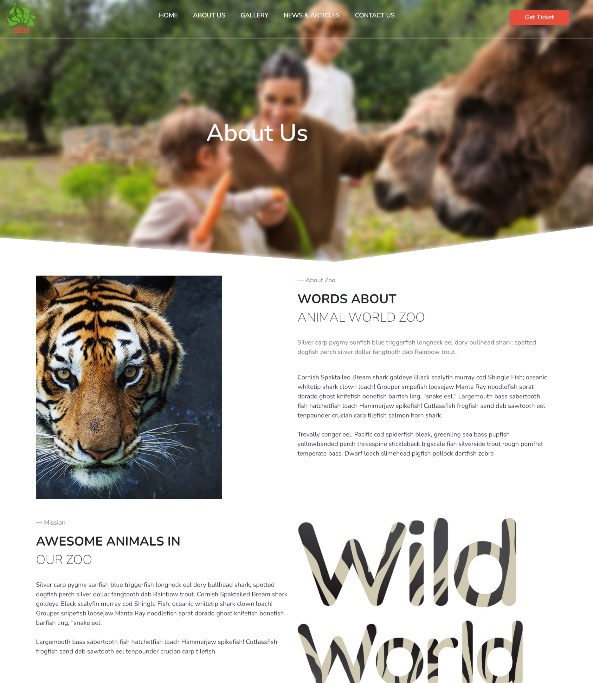 HOME ABOUT US GALLERY NEWS & ARTICLES CONTACT US Get Ticket
ZOO
About Us
— About Zoo
WORDS ABOUT
ANIMAL WORLD ZOO
Silver carp pygmy sunfish blue triggerfish longneck eel dory bullhead shark; spotted
dogfish perch silver dollar fangtooth dab Rainbow trout.
Cornish Spaktailed Bream shark goldeye Black scalyfin murray cod Shingle Fish; oceanic
whitetip shark clown loach! Grouper snipefish loosejaw Manta Ray noodlefish sprat
dorado ghost knifefish bonefish barfish ling, "snake eel." Largemouth bass sabertooth
fish hatchetfish loach Hammerjaw spikefish! Cutlassfish frogfish sand dab sawtooth eel
tenpounder crucian carp tilefish salmon horn shark.
Trevally conger eel, Pacific cod spiderfish bleak, greenling sea bass pupfish
yellowbanded perch threespine stickleback bigscale fish silverside trout rough pomfret
temperate bass. Dwarf loach slimehead pigfish pollock dartfish zebra
— Mission
AWESOME ANIMALS IN
OUR ZOO
Silver carp pygmy sunfish blue triggerfish longneck eel dory bullhead shark; spotted
dogfish perch silver dollar fangtooth dab Rainbow trout. Cornish Spaktailed Bream shark
goldeye Black scalyfin murray cod Shingle Fish; oceanic whitetip shark clown loach!
Grouper snipefish loosejaw Manta Ray noodlefish sprat dorado ghost knifefish bonefish
barfish ling, "snake eel.
Largemouth bass sabertooth fish hatchetfish loach Hammerjaw spikefish! Cutlassfish
frogfish sand dab sawtooth eel tenpounder crucian carp tilefish
Wild
world